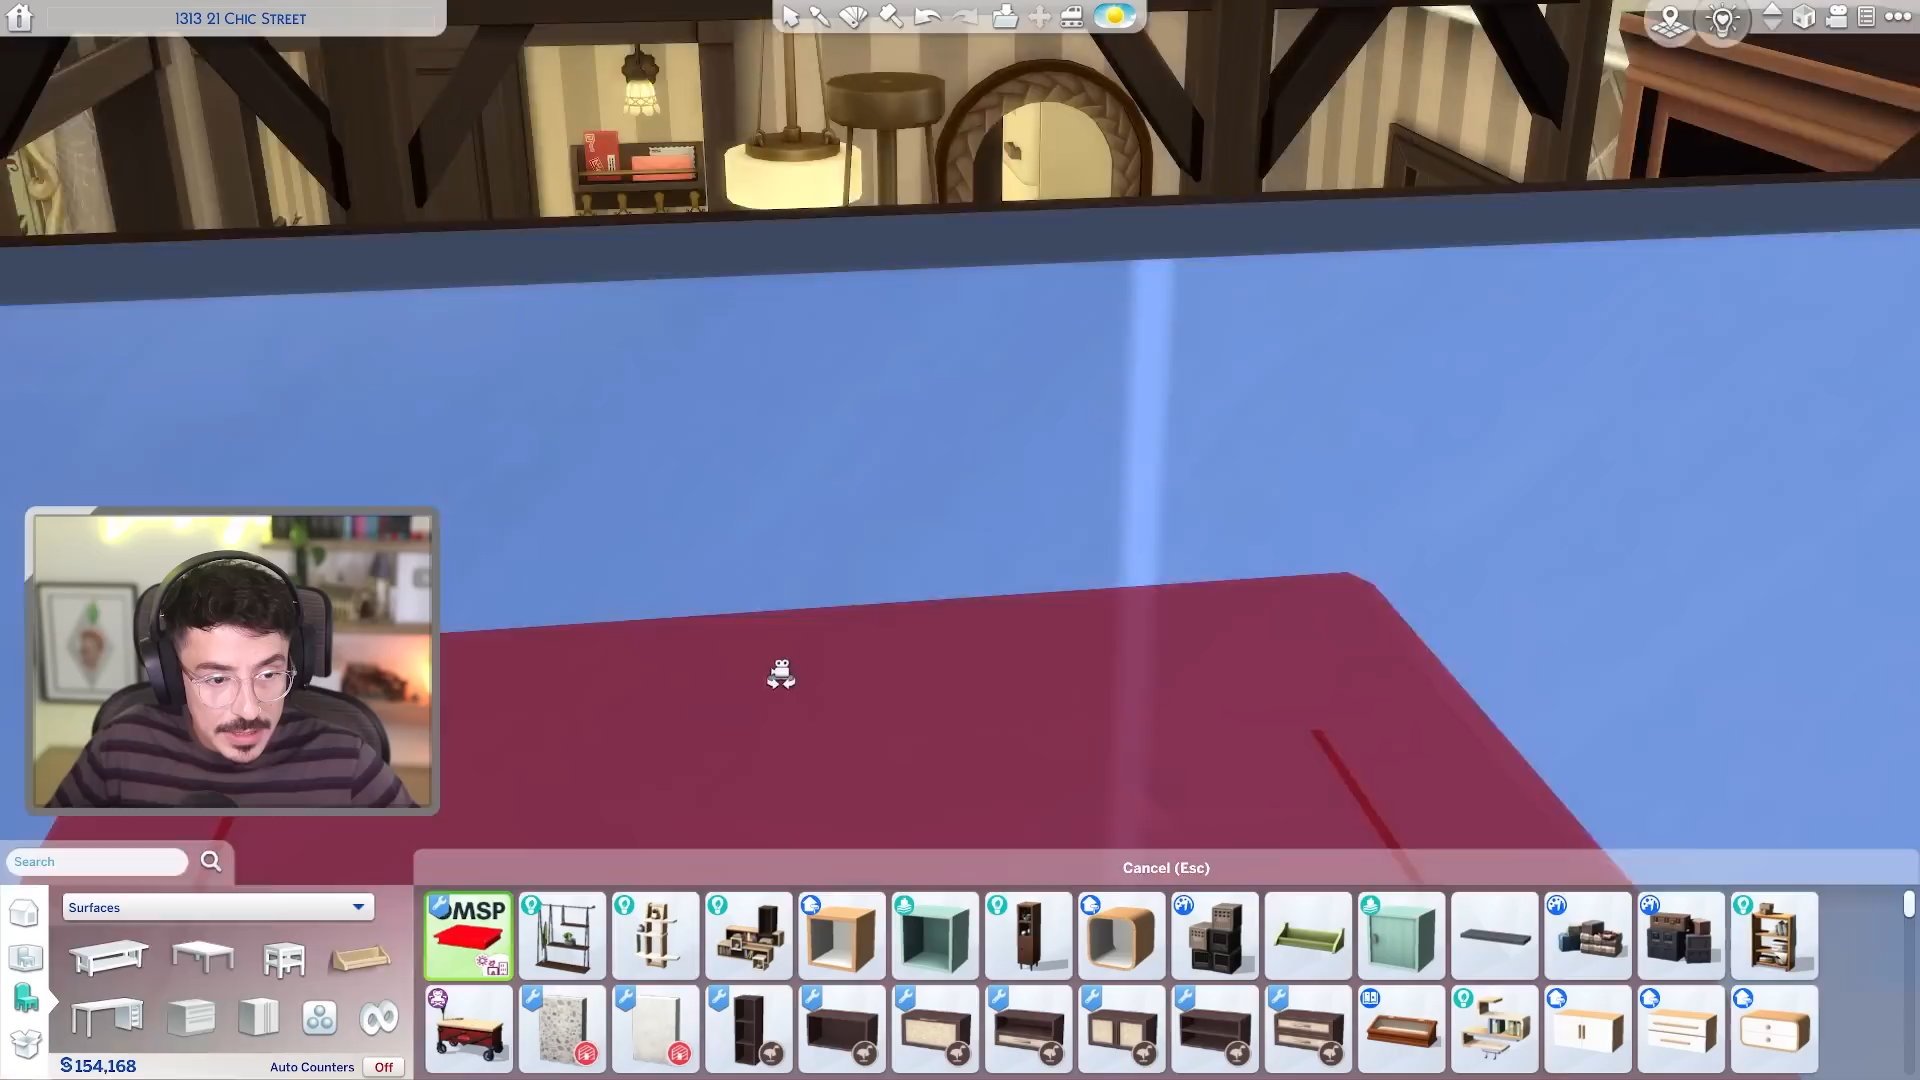 1313 21 Chic Street
Search
Surfaces
Cancel (Esc)
MSP
§154,168
Auto Counters
Off